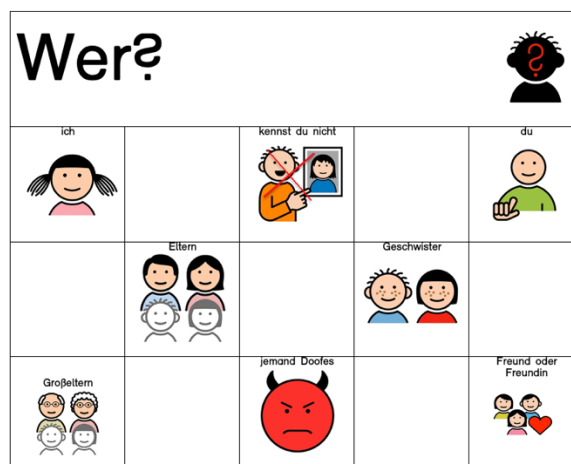 Wer?
?
ich
kennst du nicht
du
Eltern
Geschwister
Großeltern
jemand Doofes
Freund oder
Freundin